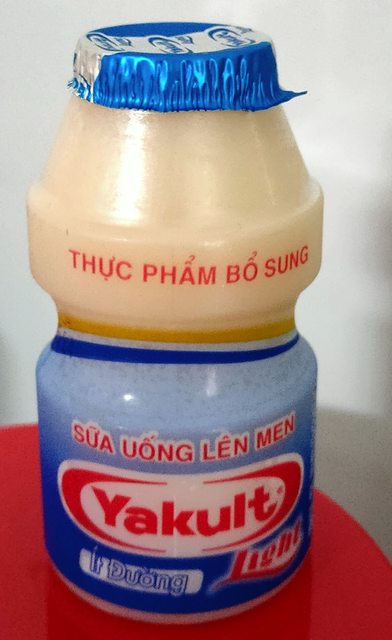 THỰC PHẨM BỔ SUNG
SỮA UỐNG LÊN MEN
Yakult
Ít Đường
Light